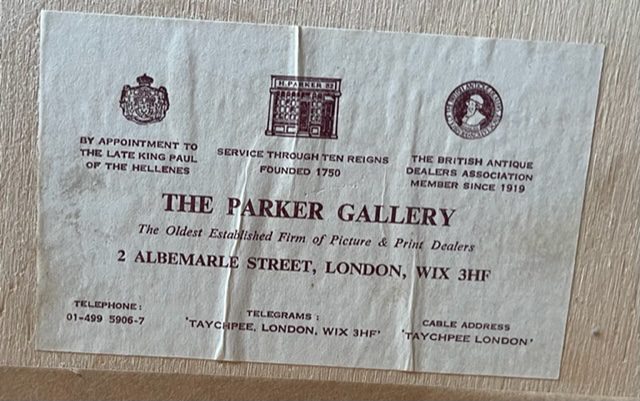 H PARKER
BY APPOINTMENT TO
THE LATE KING PAUL
OF THE HELLENES
SERVICE THROUGH TEN REIGNS
FOUNDED 1750
THE BRITISH ANTIQUE
DEALERS ASSOCIATION
MEMBER SINCE 1919
THE PARKER GALLERY
The Oldest Established Firm of Picture & Print Dealers
2 ALBEMARLE STREET, LONDON, WIX 3HF
TELEPHONE:
01-499 5906-7
TELEGRAMS:
'TAYCHPEE, LONDON, WIX 3HF'
CABLE ADDRESS
'TAYCHPEE LONDON'